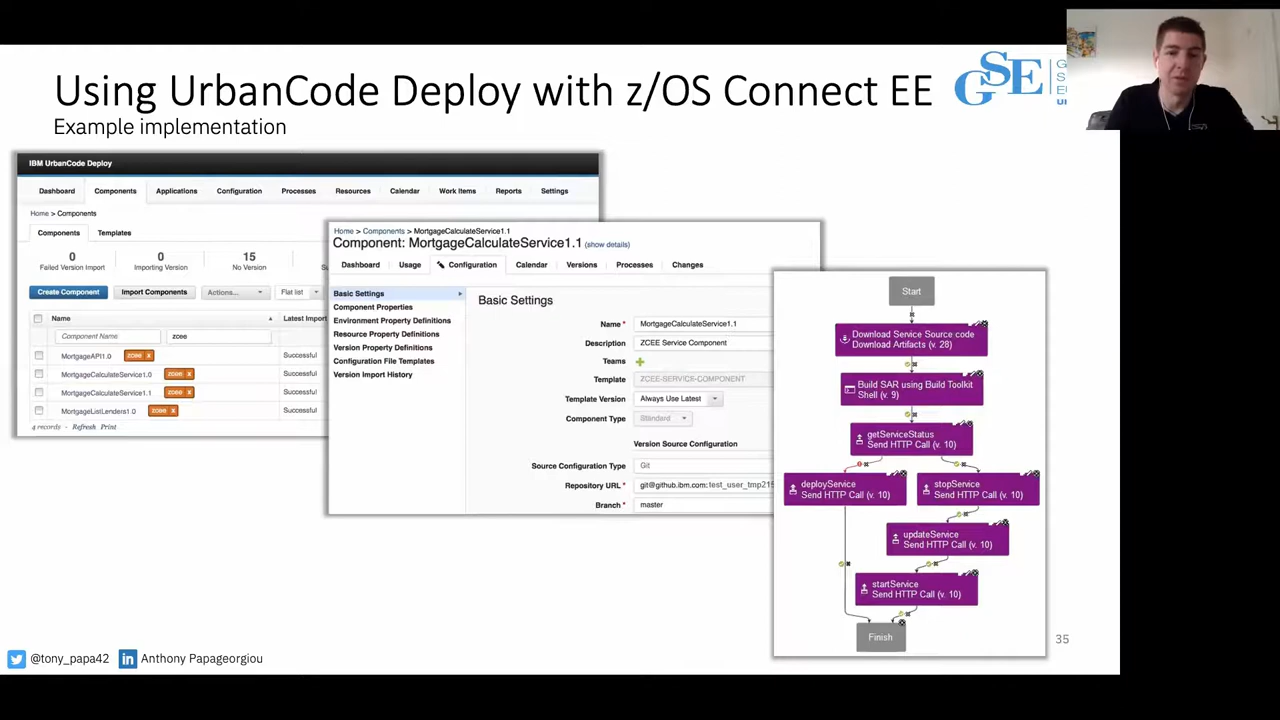 Using UrbanCode Deploy with z/OS Connect EE
Example implementation
GSE
G
S
E
U
IBM UrbanCode Deploy
Dashboard Components Applications Configuration Processes Resources Calendar Work Items Reports Settings
Home > Components
Components Templates
0 0 15
Failed Version Import Importing Version No Version
Create Component Import Components Actions... Flat list
Name Latest Import
Component Name zcee
MortgageAPI1.0 zcee x Successful
MortgageCalculateService1.0 zcee x Successful
MortgageCalculateService1.1 zcee x Successful
MortgageListLenders1.0 zcee x Successful
4 records - Refresh Print
Home > Components > MortgageCalculateService1.1
Component: MortgageCalculateService1.1 (show details)
Dashboard Usage Configuration Calendar Versions Processes Changes
Basic Settings
Component Properties
Environment Property Definitions
Resource Property Definitions
Version Property Definitions
Configuration File Templates
Version Import History
Basic Settings
Name * MortgageCalculateService1.1
Description ZCEE Service Component
Teams
Template ZCEE-SERVICE-COMPONENT
Template Version Always Use Latest
Component Type Standard
Version Source Configuration
Source Configuration Type Git
Repository URL * git@github.ibm.com:test_user_tmp215
Branch * master
Start
Download Service Source code
Download Artifacts (v. 28)
Build SAR using Build Toolkit
Shell (v. 9)
getServiceStatus
Send HTTP Call (v. 10)
deployService
Send HTTP Call (v. 10)
stopService
Send HTTP Call (v. 10)
updateService
Send HTTP Call (v. 10)
startService
Send HTTP Call (v. 10)
Finish
35
@tony_papa42 in Anthony Papageorgiou